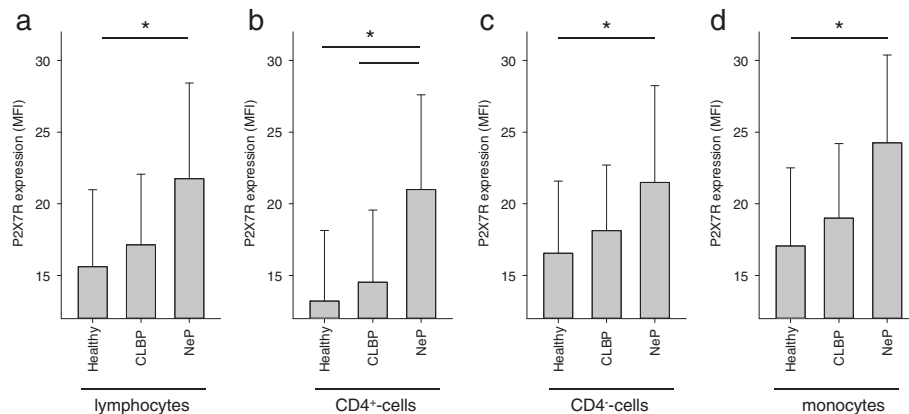 a
*
P2X7R expression (MFI)
30
25
20
15
Healthy
CLBP
NeP
lymphocytes
b
*
P2X7R expression (MFI)
30
25
20
15
Healthy
CLBP
NeP
CD4⁺-cells
c
*
P2X7R expression (MFI)
30
25
20
15
Healthy
CLBP
NeP
CD4⁻-cells
d
*
P2X7R expression (MFI)
30
25
20
15
Healthy
CLBP
NeP
monocytes